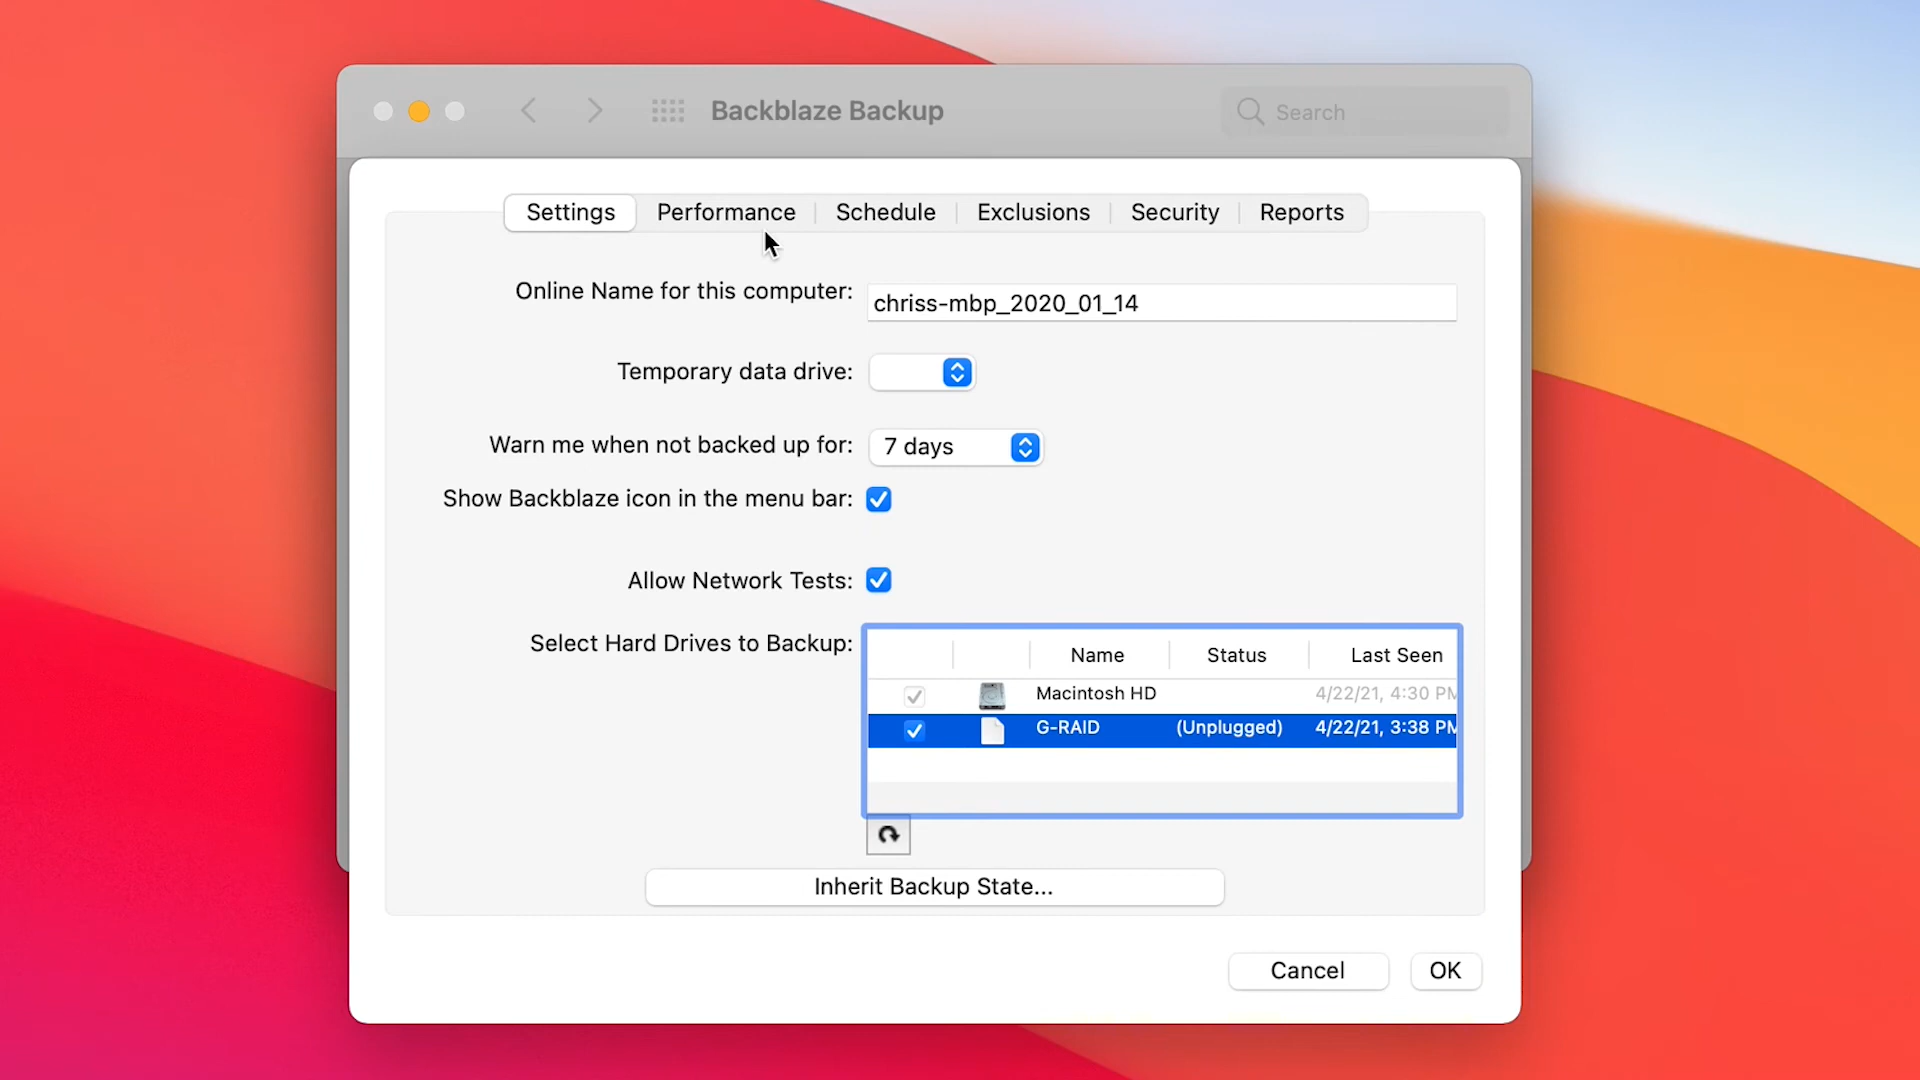 Backblaze Backup
Search
Settings Performance Schedule Exclusions Security Reports
Online Name for this computer: chriss-mbp_2020_01_14
Temporary data drive:
Warn me when not backed up for: 7 days
Show Backblaze icon in the menu bar:
Allow Network Tests:
Select Hard Drives to Backup:
Name Status Last Seen
Macintosh HD 4/22/21, 4:30 PM
G-RAID (Unplugged) 4/22/21, 3:38 PM
Inherit Backup State...
Cancel OK